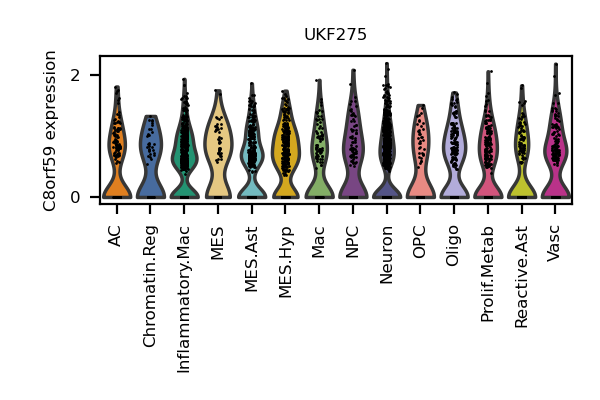 UKF275
C8orf59 expression
2
0
AC
Chromatin.Reg
Inflammatory.Mac
MES
MES.Ast
MES.Hyp
Mac
NPC
Neuron
OPC
Oligo
Prolif.Metab
Reactive.Ast
Vasc